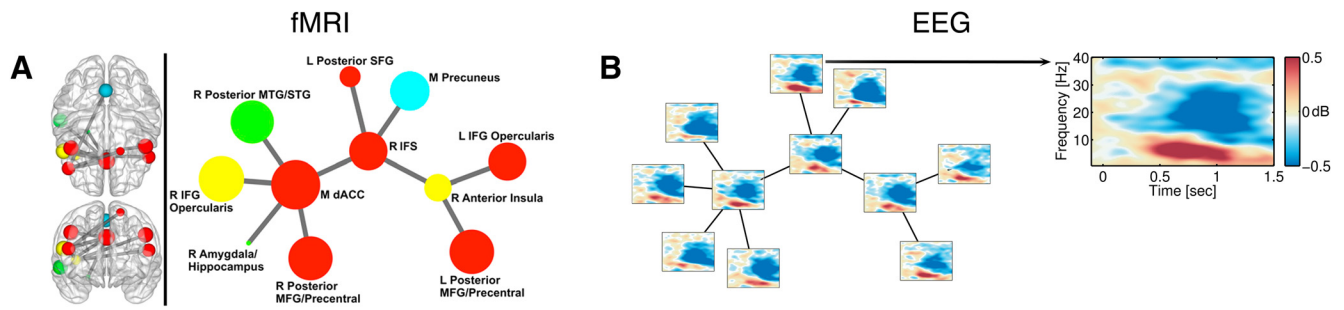 fMRI
EEG
A
L Posterior SFG
M Precuneus
R Posterior MTG/STG
L IFG Opercularis
R IFS
R IFG
Opercularis
M dACC
R Anterior Insula
R Amygdala/
Hippocampus
R Posterior
MFG/Precentral
L Posterior
MFG/Precentral
B
Frequency [Hz]
40
30
20
10
0
0.5
1
1.5
Time [sec]
0.5
0 dB
−0.5